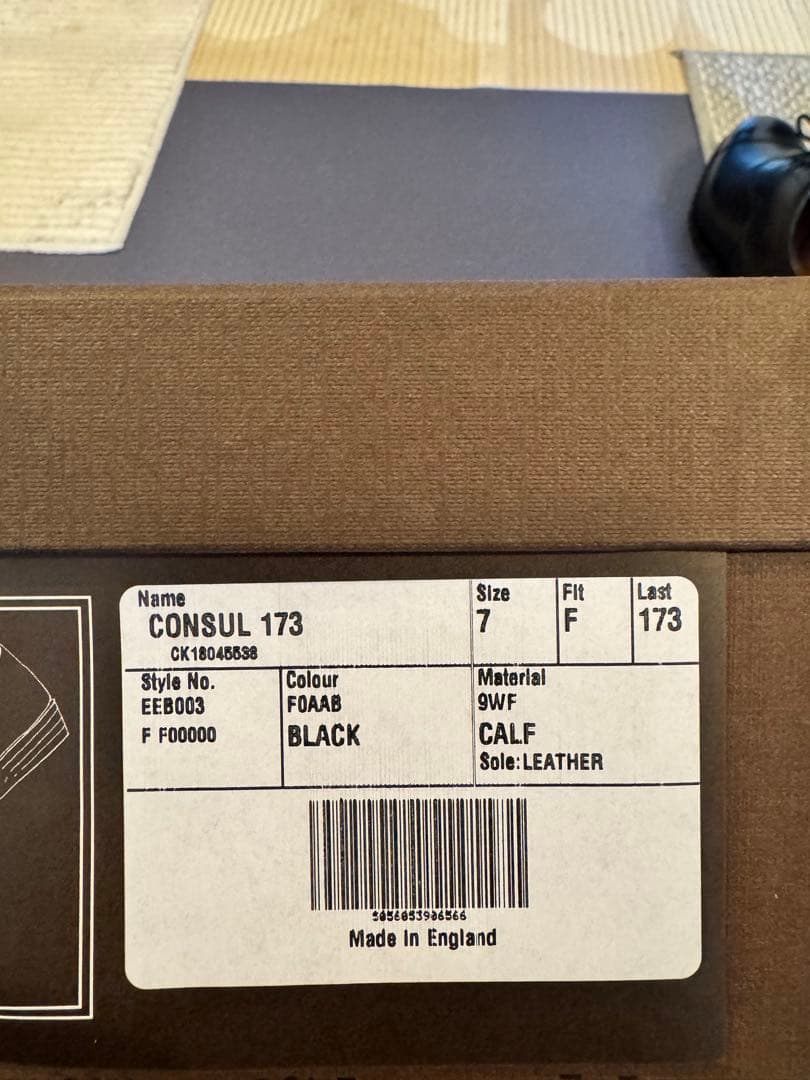 Name
CONSUL 173
Size
7
Fit
F
Last
173
Style No.
EEB003
F F00000
Colour
F0AAB
BLACK
Material
9WF
CALF
Sole:LEATHER
5056053906566
Made In England